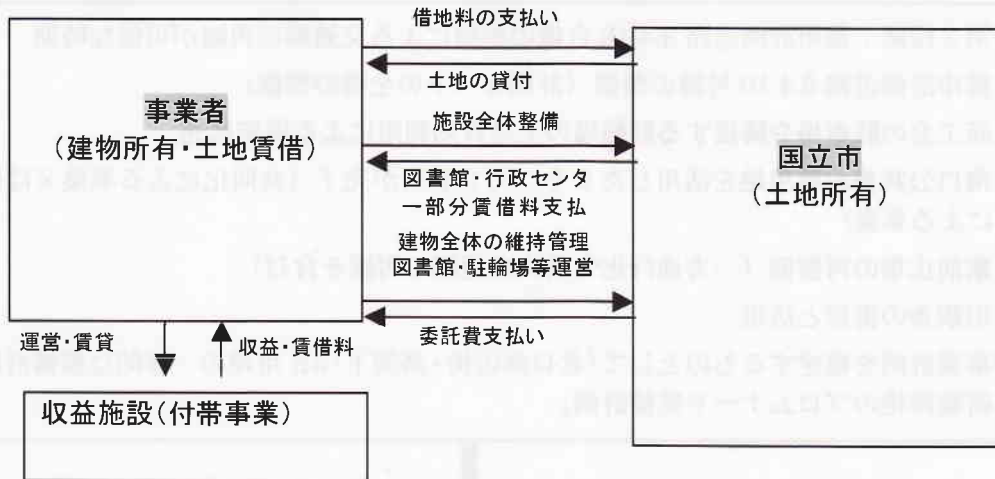 借地料の支払い
土地の貸付
事業者
(建物所有･土地賃借)
施設全体整備
国立市
(土地所有)
図書館･行政センタ
ー部分賃借料支払
建物全体の維持管理
図書館･駐輪場等運営
委託費支払い
運営･賃貸
収益･賃借料
収益施設(付帯事業)